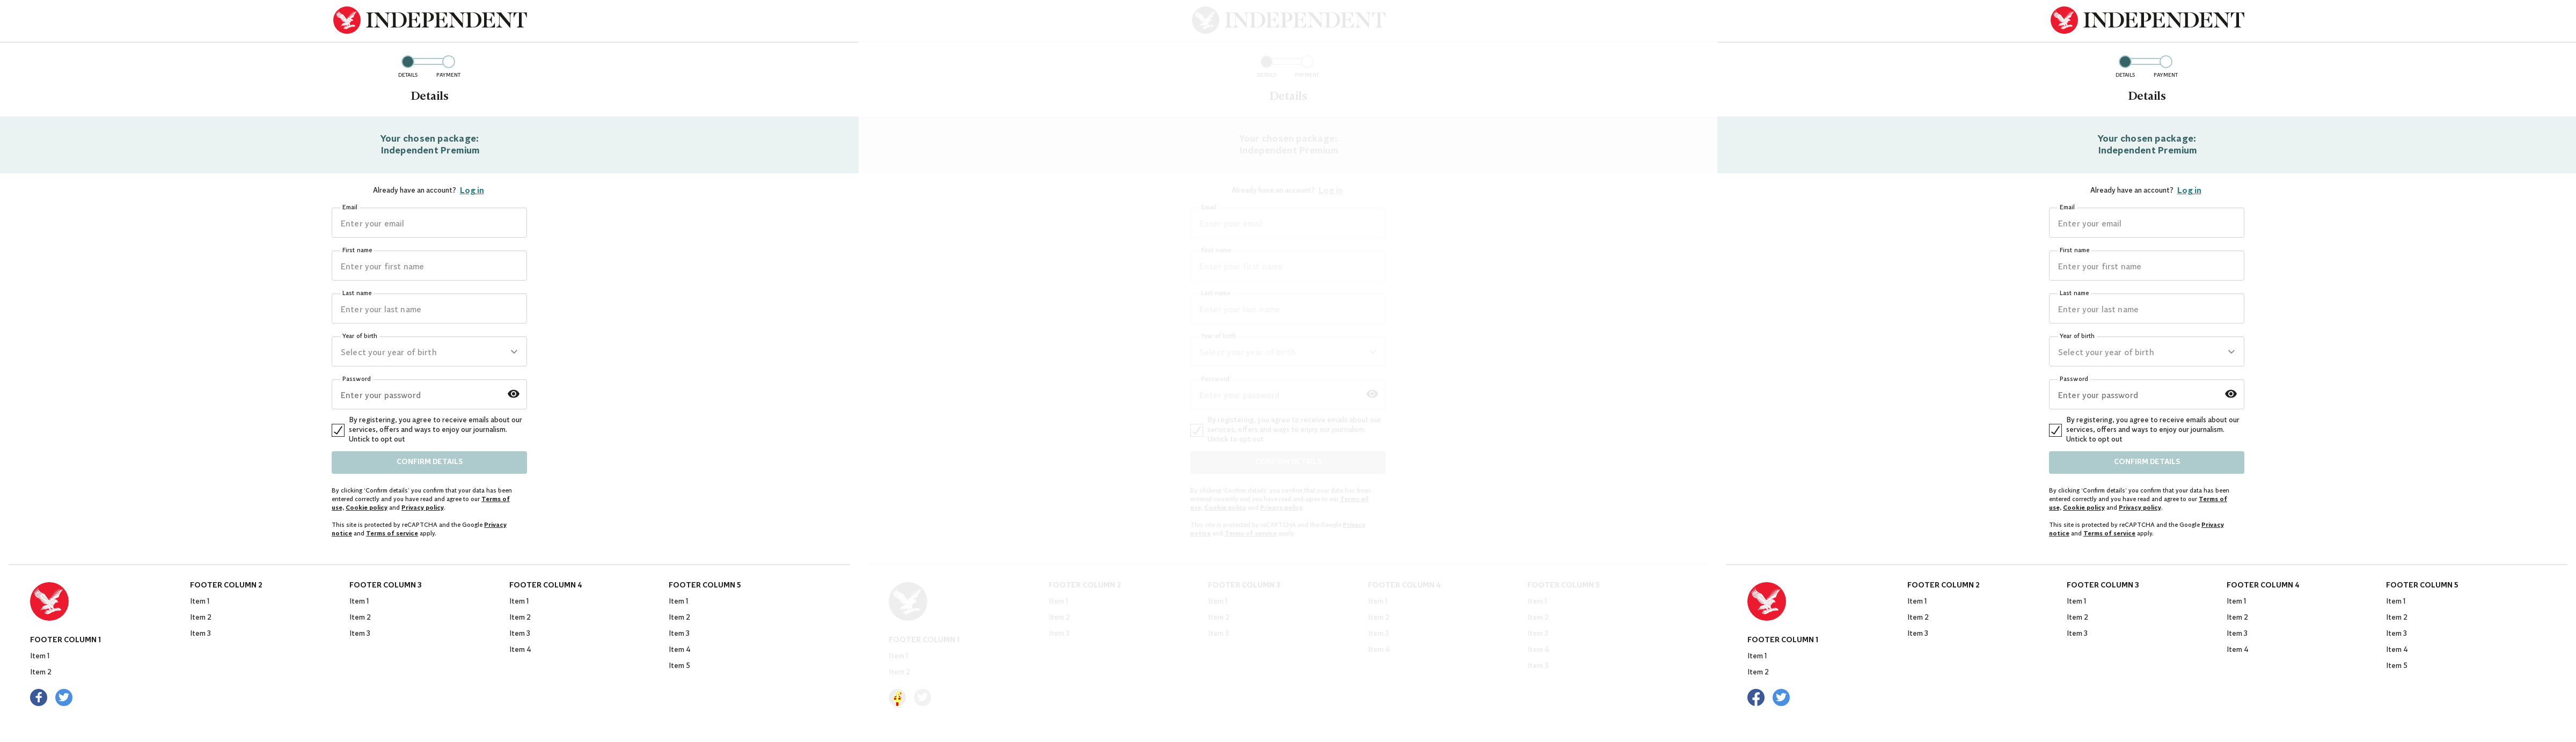 INDEPENDENT
DETAILS PAYMENT
Details
Your chosen package:
Independent Premium
Already have an account? Log in
Email
Enter your email
First name
Enter your first name
Last name
Enter your last name
Year of birth
Select your year of birth
Password
Enter your password
By registering, you agree to receive emails about our
services, offers and ways to enjoy our journalism.
Untick to opt out
CONFIRM DETAILS
By clicking 'Confirm details' you confirm that your data has been
entered correctly and you have read and agree to our Terms of
use, Cookie policy and Privacy policy.
This site is protected by reCAPTCHA and the Google Privacy
notice and Terms of service apply.
FOOTER COLUMN 1
Item 1
Item 2
FOOTER COLUMN 2
Item 1
Item 2
Item 3
FOOTER COLUMN 3
Item 1
Item 2
Item 3
FOOTER COLUMN 4
Item 1
Item 2
Item 3
Item 4
FOOTER COLUMN 5
Item 1
Item 2
Item 3
Item 4
Item 5
INDEPENDENT
DETAILS PAYMENT
Details
Your chosen package:
Independent Premium
Already have an account? Log in
Email
Enter your email
First name
Enter your first name
Last name
Enter your last name
Year of birth
Select your year of birth
Password
Enter your password
By registering, you agree to receive emails about our
services, offers and ways to enjoy our journalism.
Untick to opt out
CONFIRM DETAILS
By clicking 'Confirm details' you confirm that your data has been
entered correctly and you have read and agree to our Terms of
use, Cookie policy and Privacy policy.
This site is protected by reCAPTCHA and the Google Privacy
notice and Terms of service apply.
FOOTER COLUMN 1
Item 1
Item 2
FOOTER COLUMN 2
Item 1
Item 2
Item 3
FOOTER COLUMN 3
Item 1
Item 2
Item 3
FOOTER COLUMN 4
Item 1
Item 2
Item 3
Item 4
FOOTER COLUMN 5
Item 1
Item 2
Item 3
Item 4
Item 5
INDEPENDENT
DETAILS PAYMENT
Details
Your chosen package:
Independent Premium
Already have an account? Log in
Email
Enter your email
First name
Enter your first name
Last name
Enter your last name
Year of birth
Select your year of birth
Password
Enter your password
By registering, you agree to receive emails about our
services, offers and ways to enjoy our journalism.
Untick to opt out
CONFIRM DETAILS
By clicking 'Confirm details' you confirm that your data has been
entered correctly and you have read and agree to our Terms of
use, Cookie policy and Privacy policy.
This site is protected by reCAPTCHA and the Google Privacy
notice and Terms of service apply.
FOOTER COLUMN 1
Item 1
Item 2
FOOTER COLUMN 2
Item 1
Item 2
Item 3
FOOTER COLUMN 3
Item 1
Item 2
Item 3
FOOTER COLUMN 4
Item 1
Item 2
Item 3
Item 4
FOOTER COLUMN 5
Item 1
Item 2
Item 3
Item 4
Item 5